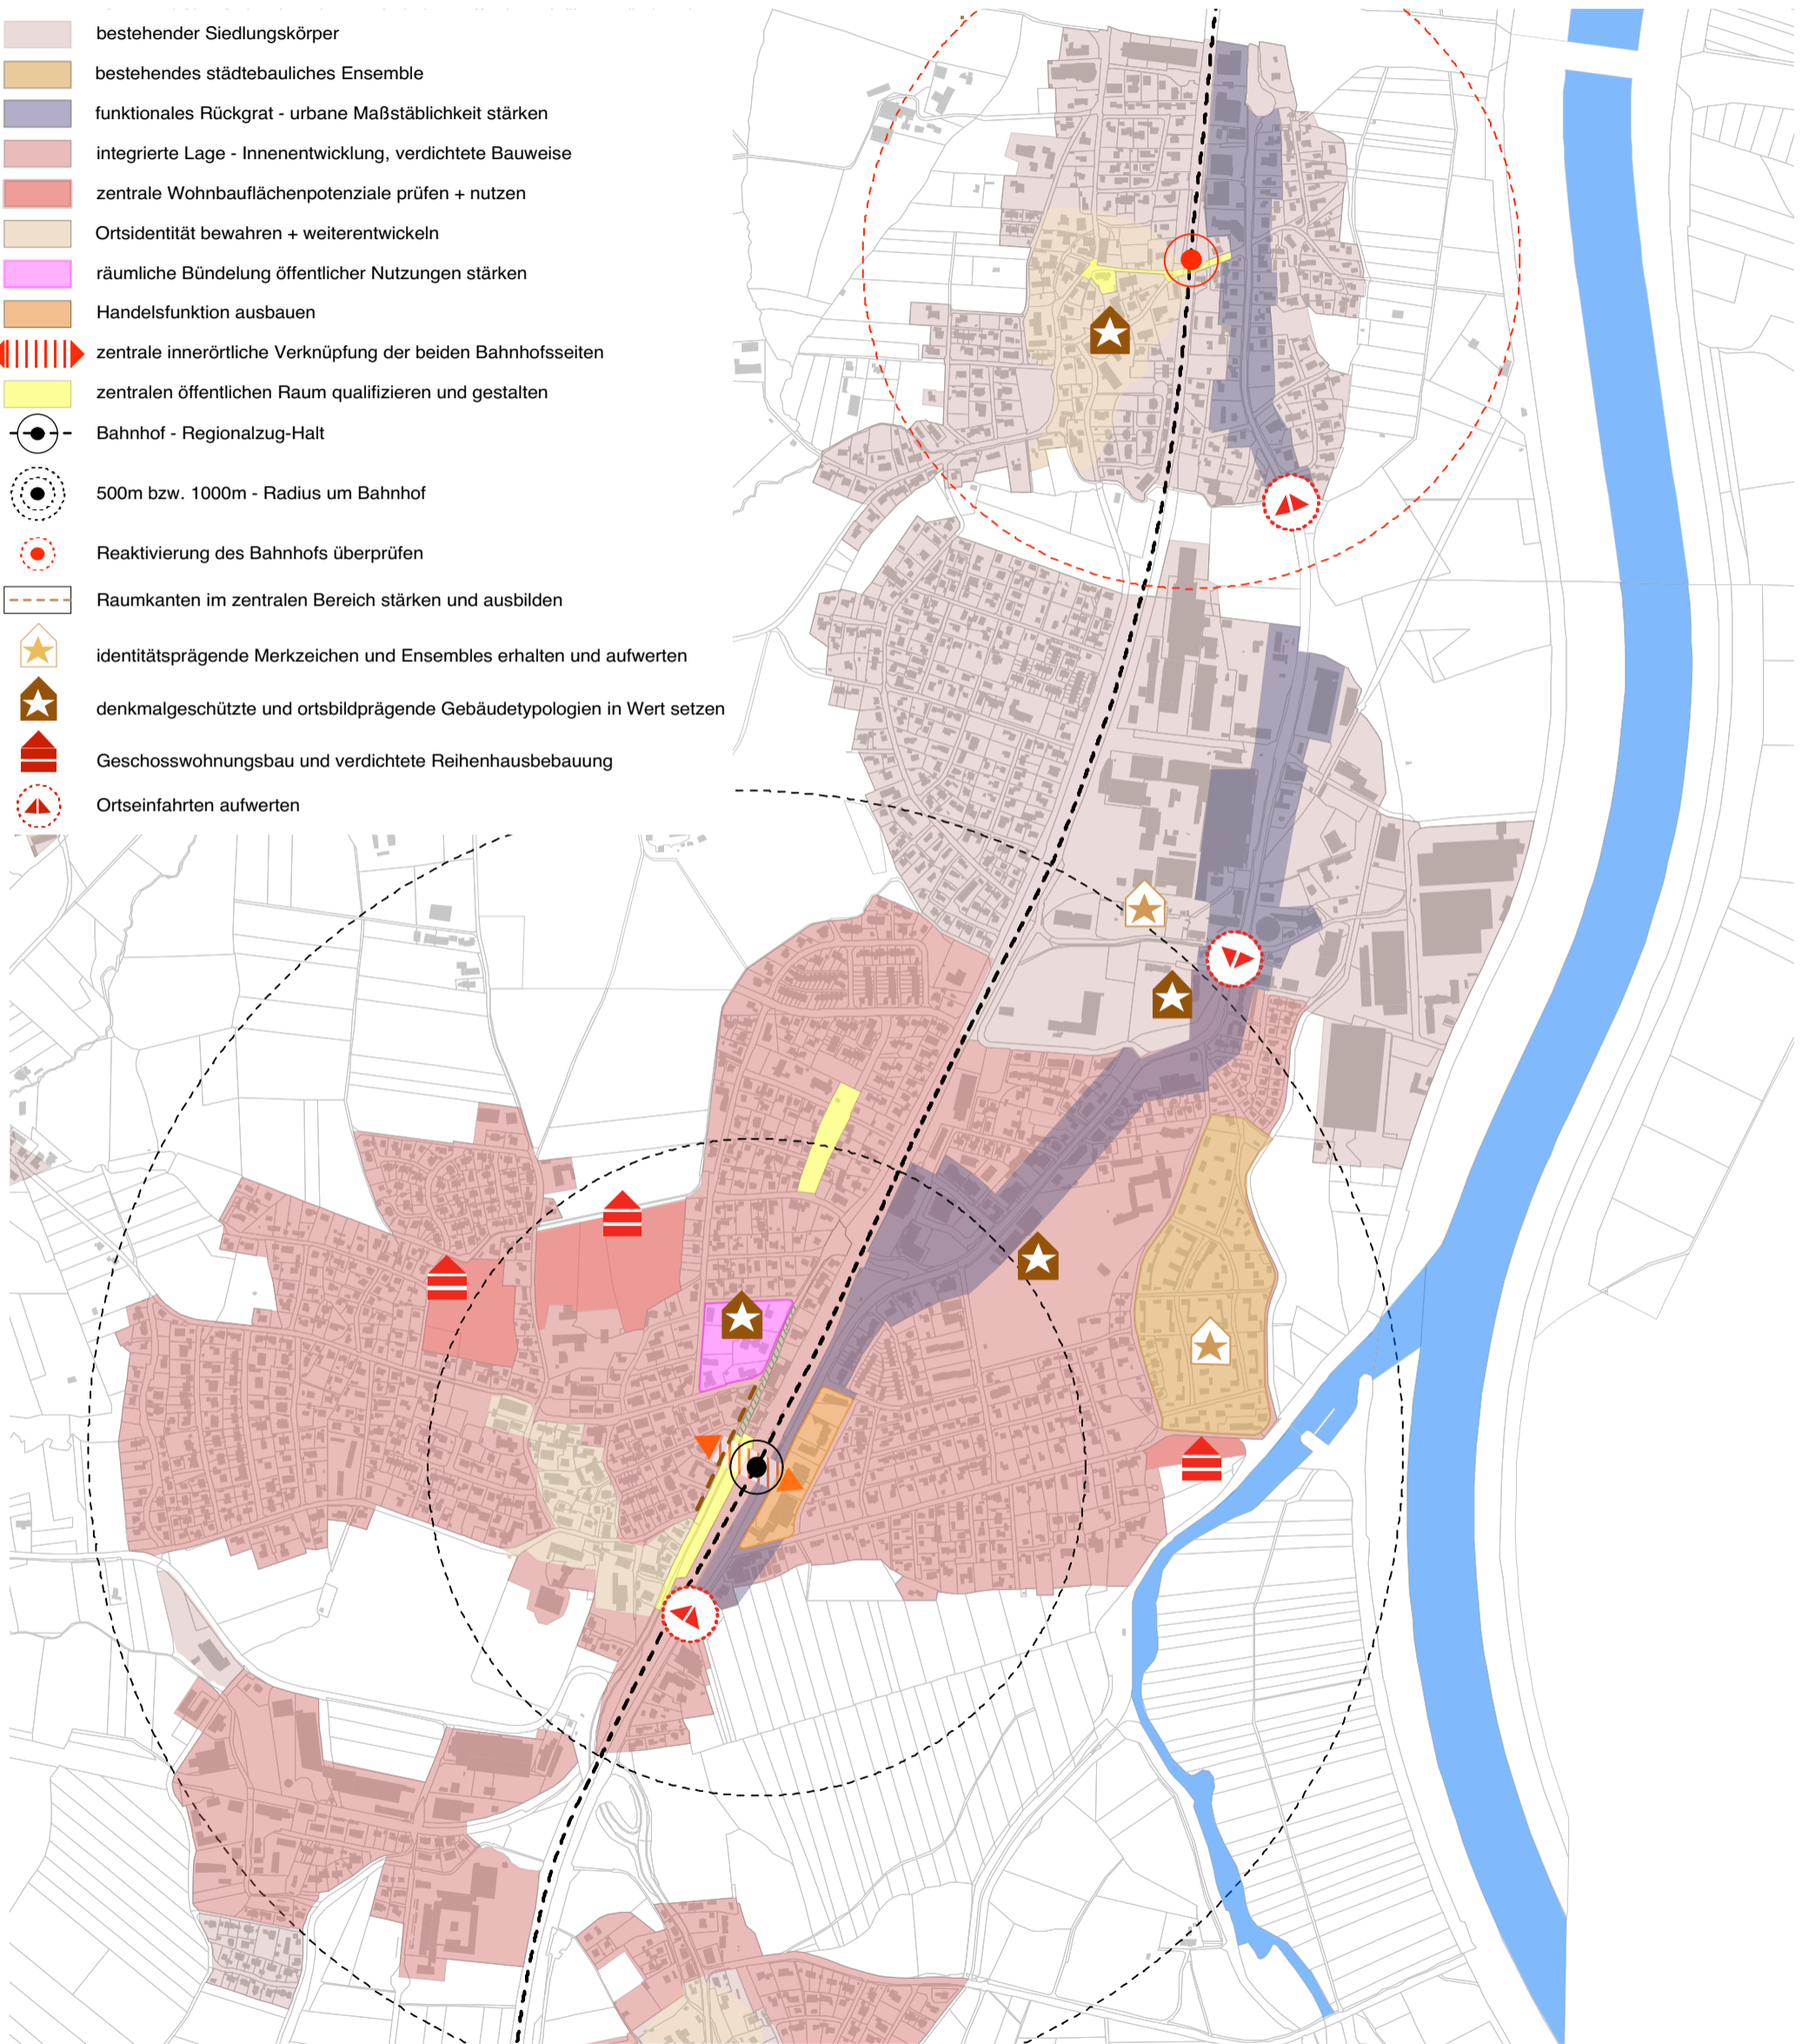 bestehender Siedlungskörper
bestehendes städtebauliches Ensemble
funktionales Rückgrat - urbane Maßstäblichkeit stärken
integrierte Lage - Innenentwicklung, verdichtete Bauweise
zentrale Wohnbauflächenpotenziale prüfen + nutzen
Ortsidentität bewahren + weiterentwickeln
räumliche Bündelung öffentlicher Nutzungen stärken
Handelsfunktion ausbauen
zentrale innerörtliche Verknüpfung der beiden Bahnhofsseiten
zentralen öffentlichen Raum qualifizieren und gestalten
Bahnhof - Regionalzug-Halt
500m bzw. 1000m - Radius um Bahnhof
Reaktivierung des Bahnhofs überprüfen
Raumkanten im zentralen Bereich stärken und ausbilden
identitätsprägende Merkzeichen und Ensembles erhalten und aufwerten
denkmalgeschützte und ortsbildprägende Gebäudetypologien in Wert setzen
Geschosswohnungsbau und verdichtete Reihenhausbebauung
Ortseinfahrten aufwerten